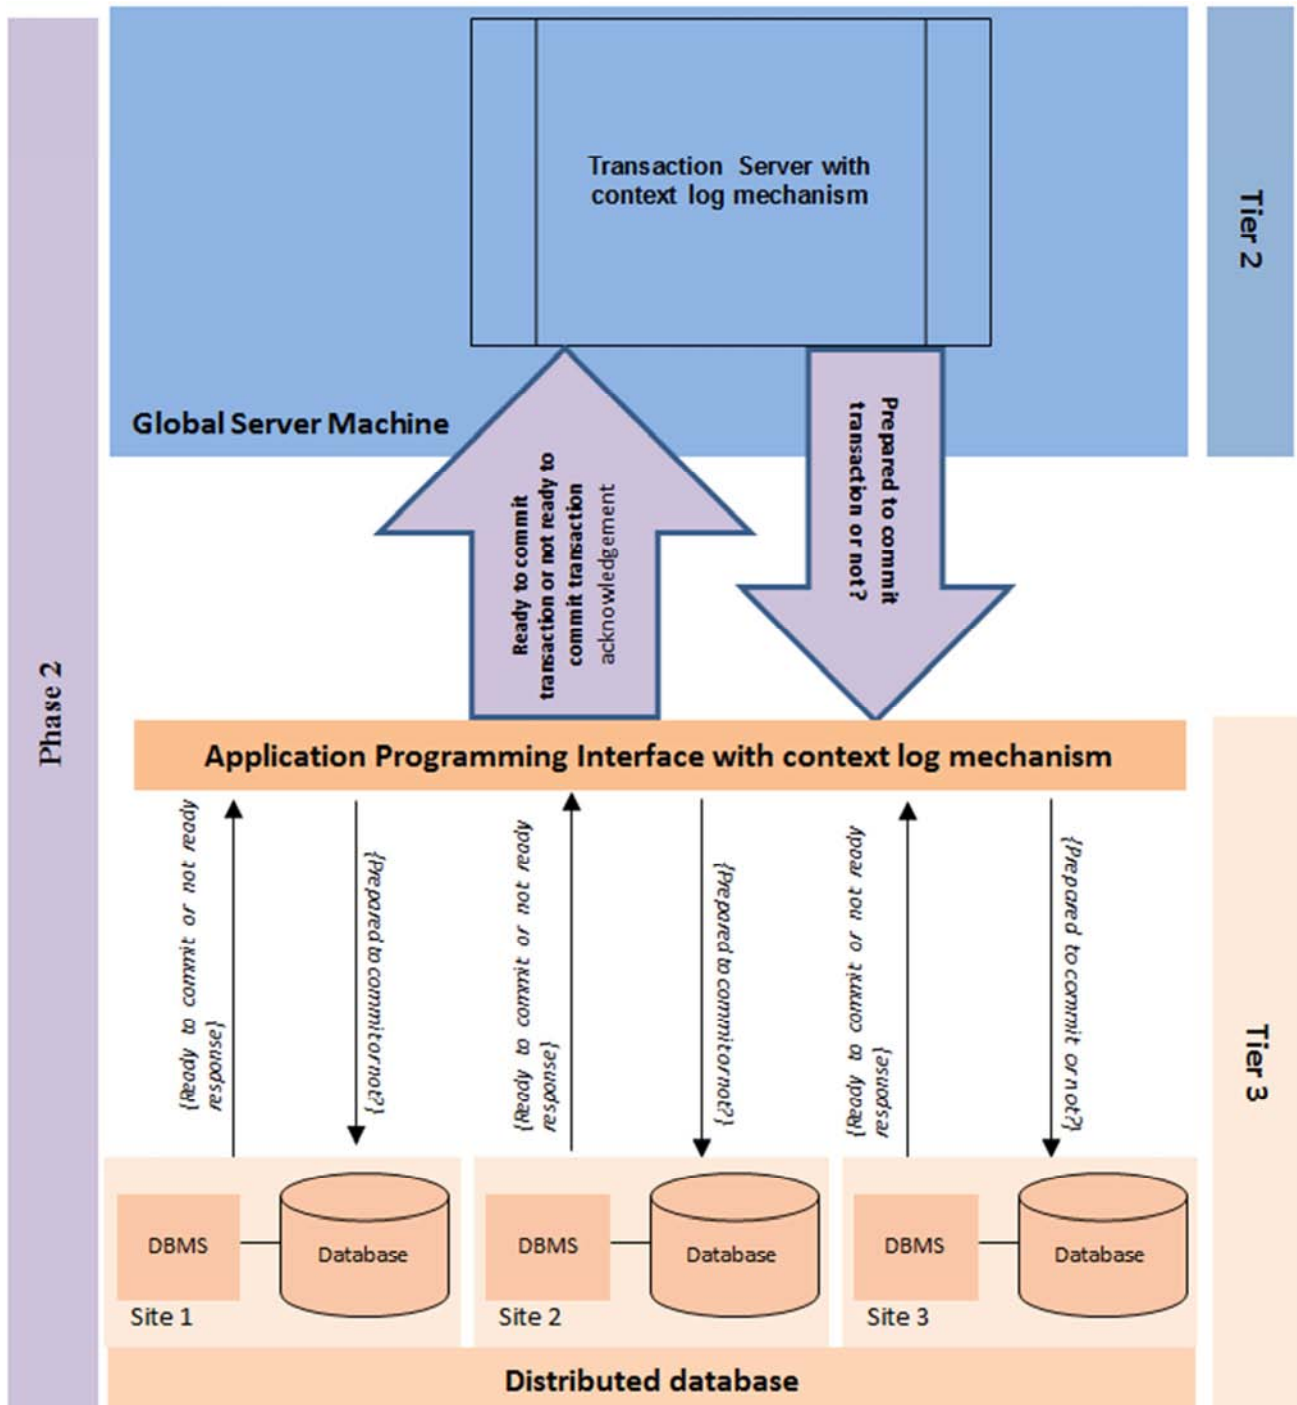 Transaction Server with
context log mechanism
Tier 2
Global Server Machine
Ready to commit
transaction or not ready to
commit transaction
acknowledgement
Prepared to commit
transaction or not?
Phase 2
Application Programming Interface with context log mechanism
{Ready to commit or not ready
response}
{Prepared to commit or not?}
{Ready to commit or not ready
response}
{Prepared to commit or not?}
{Ready to commit or not ready
response}
{Prepared to commit or not?}
Tier 3
DBMS
Database
Site 1
DBMS
Database
Site 2
DBMS
Database
Site 3
Distributed database